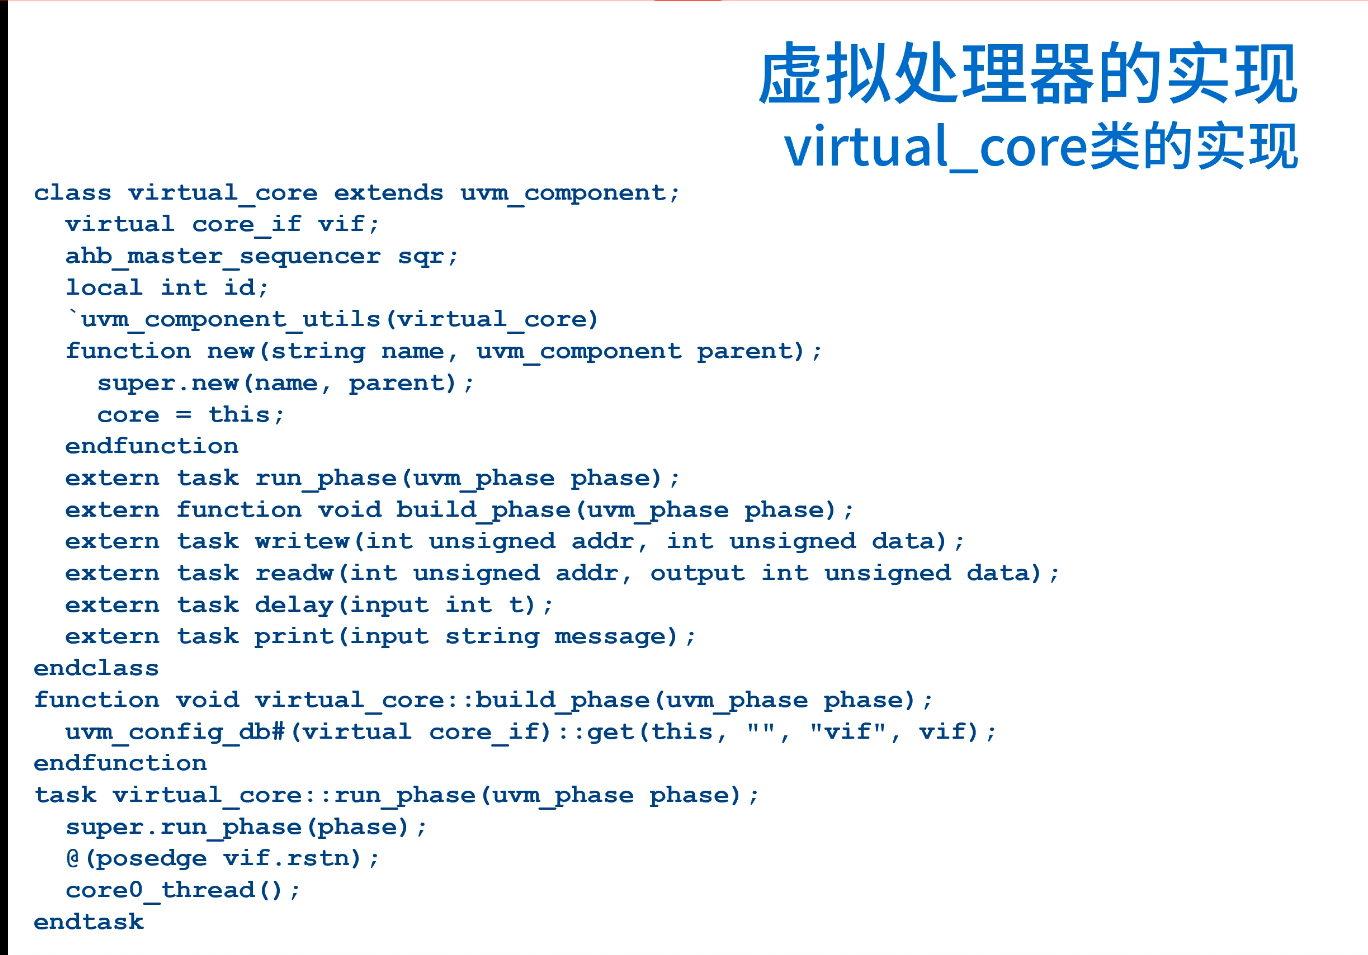 虚拟处理器的实现
virtual_core类的实现
class virtual_core extends uvm_component;
  virtual core_if vif;
  ahb_master_sequencer sqr;
  local int id;
  `uvm_component_utils(virtual_core)
  function new(string name, uvm_component parent);
    super.new(name, parent);
    core = this;
  endfunction
  extern task run_phase(uvm_phase phase);
  extern function void build_phase(uvm_phase phase);
  extern task writew(int unsigned addr, int unsigned data);
  extern task readw(int unsigned addr, output int unsigned data);
  extern task delay(input int t);
  extern task print(input string message);
endclass
function void virtual_core::build_phase(uvm_phase phase);
  uvm_config_db#(virtual core_if)::get(this, "", "vif", vif);
endfunction
task virtual_core::run_phase(uvm_phase phase);
  super.run_phase(phase);
  @(posedge vif.rstn);
  core0_thread();
endtask